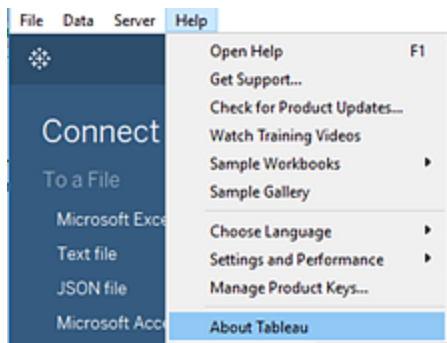 File Data Server Help
Open Help F1
Get Support...
Check for Product Updates...
Watch Training Videos
Sample Workbooks
Sample Gallery
Choose Language
Settings and Performance
Manage Product Keys...
About Tableau
Connect
To a File
Microsoft Exce
Text file
JSON file
Microsoft Acce